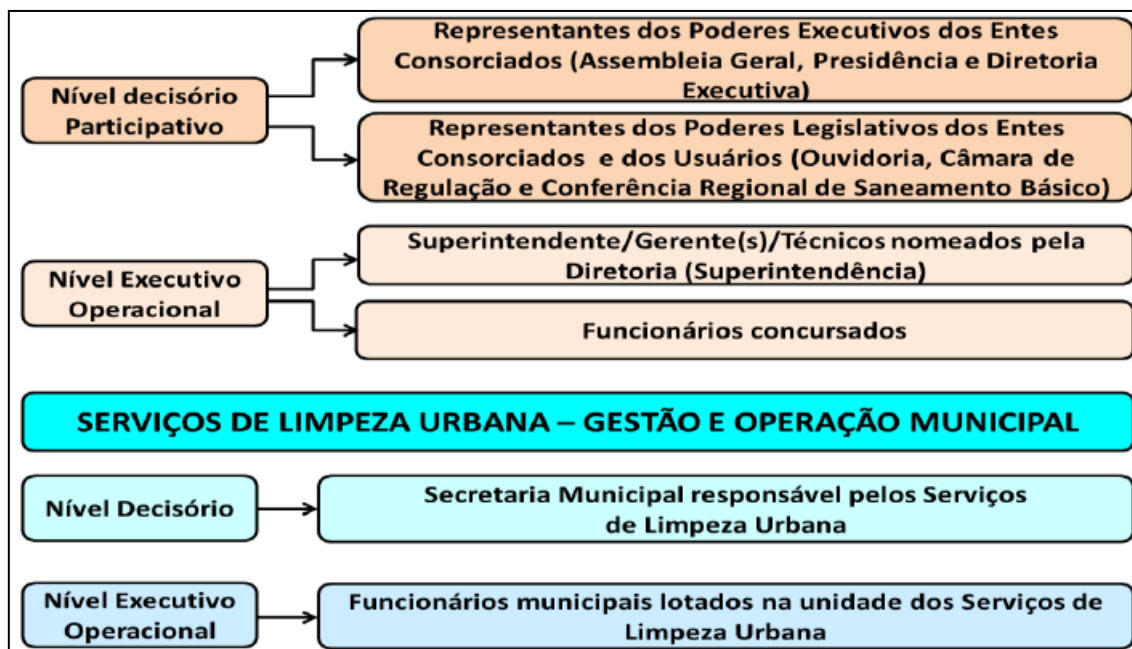 Nível decisório
Participativo
Representantes dos Poderes Executivos dos Entes
Consorciados (Assembleia Geral, Presidência e Diretoria
Executiva)
Representantes dos Poderes Legislativos dos Entes
Consorciados e dos Usuários (Ouvidoria, Câmara de
Regulação e Conferência Regional de Saneamento Básico)
Nível Executivo
Operacional
Superintendente/Gerente(s)/Técnicos nomeados pela
Diretoria (Superintendência)
Funcionários concursados
SERVIÇOS DE LIMPEZA URBANA – GESTÃO E OPERAÇÃO MUNICIPAL
Nível Decisório
Secretaria Municipal responsável pelos Serviços
de Limpeza Urbana
Nível Executivo
Operacional
Funcionários municipais lotados na unidade dos Serviços de
Limpeza Urbana